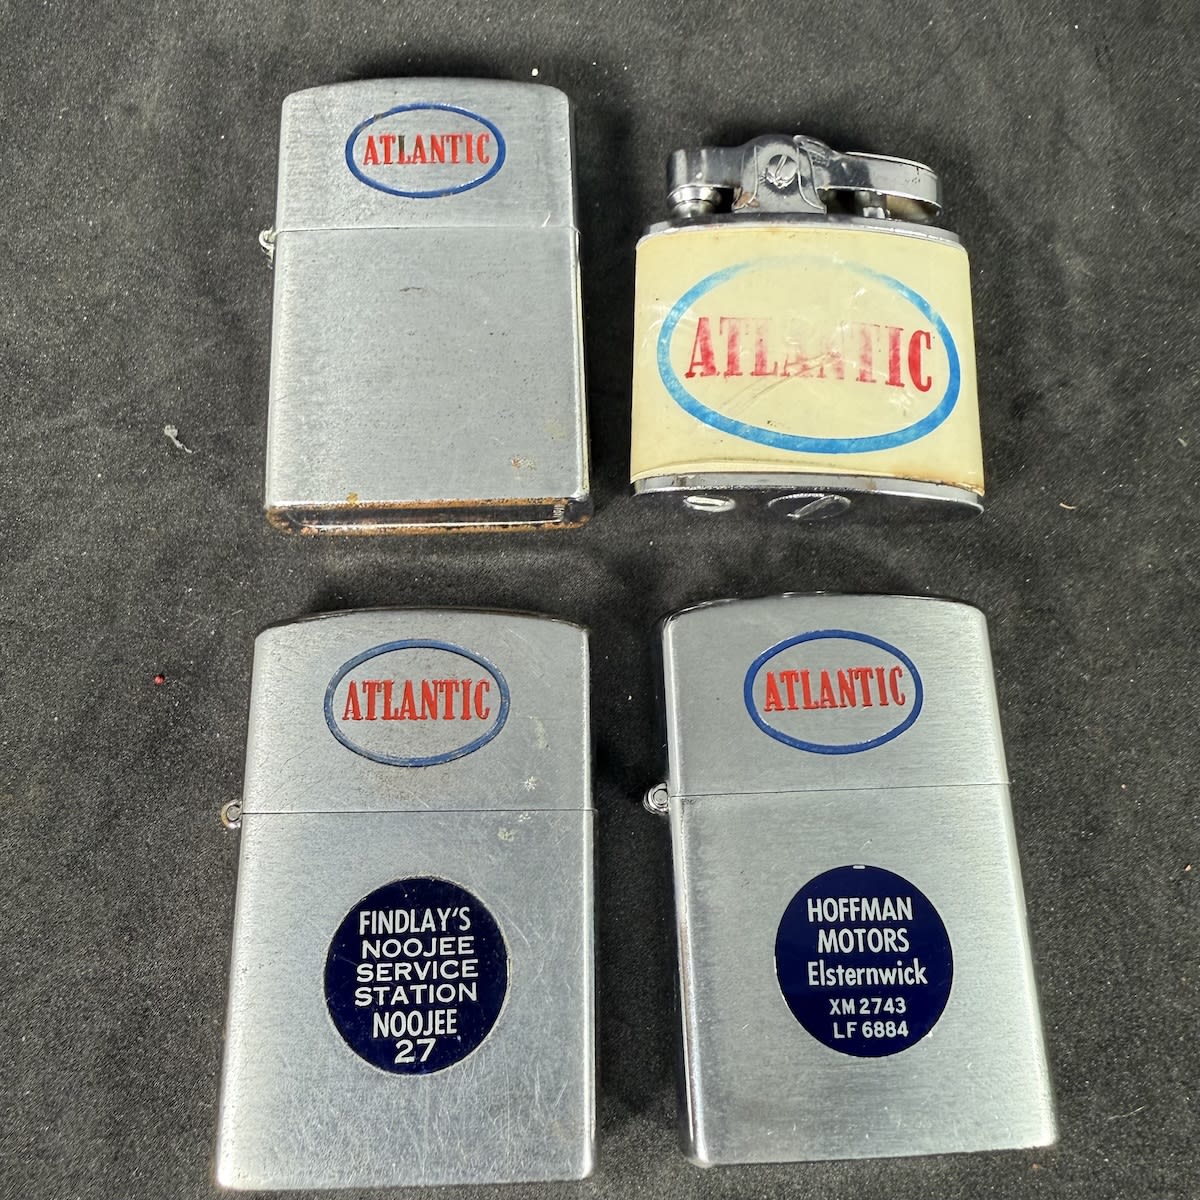 ATLANTIC
ATLANTIC
ATLANTIC
FINDLAY'S
NOOJEE
SERVICE
STATION
NOOJEE
27
ATLANTIC
HOFFMAN
MOTORS
Elsternwick
XM 2743
LF 6884